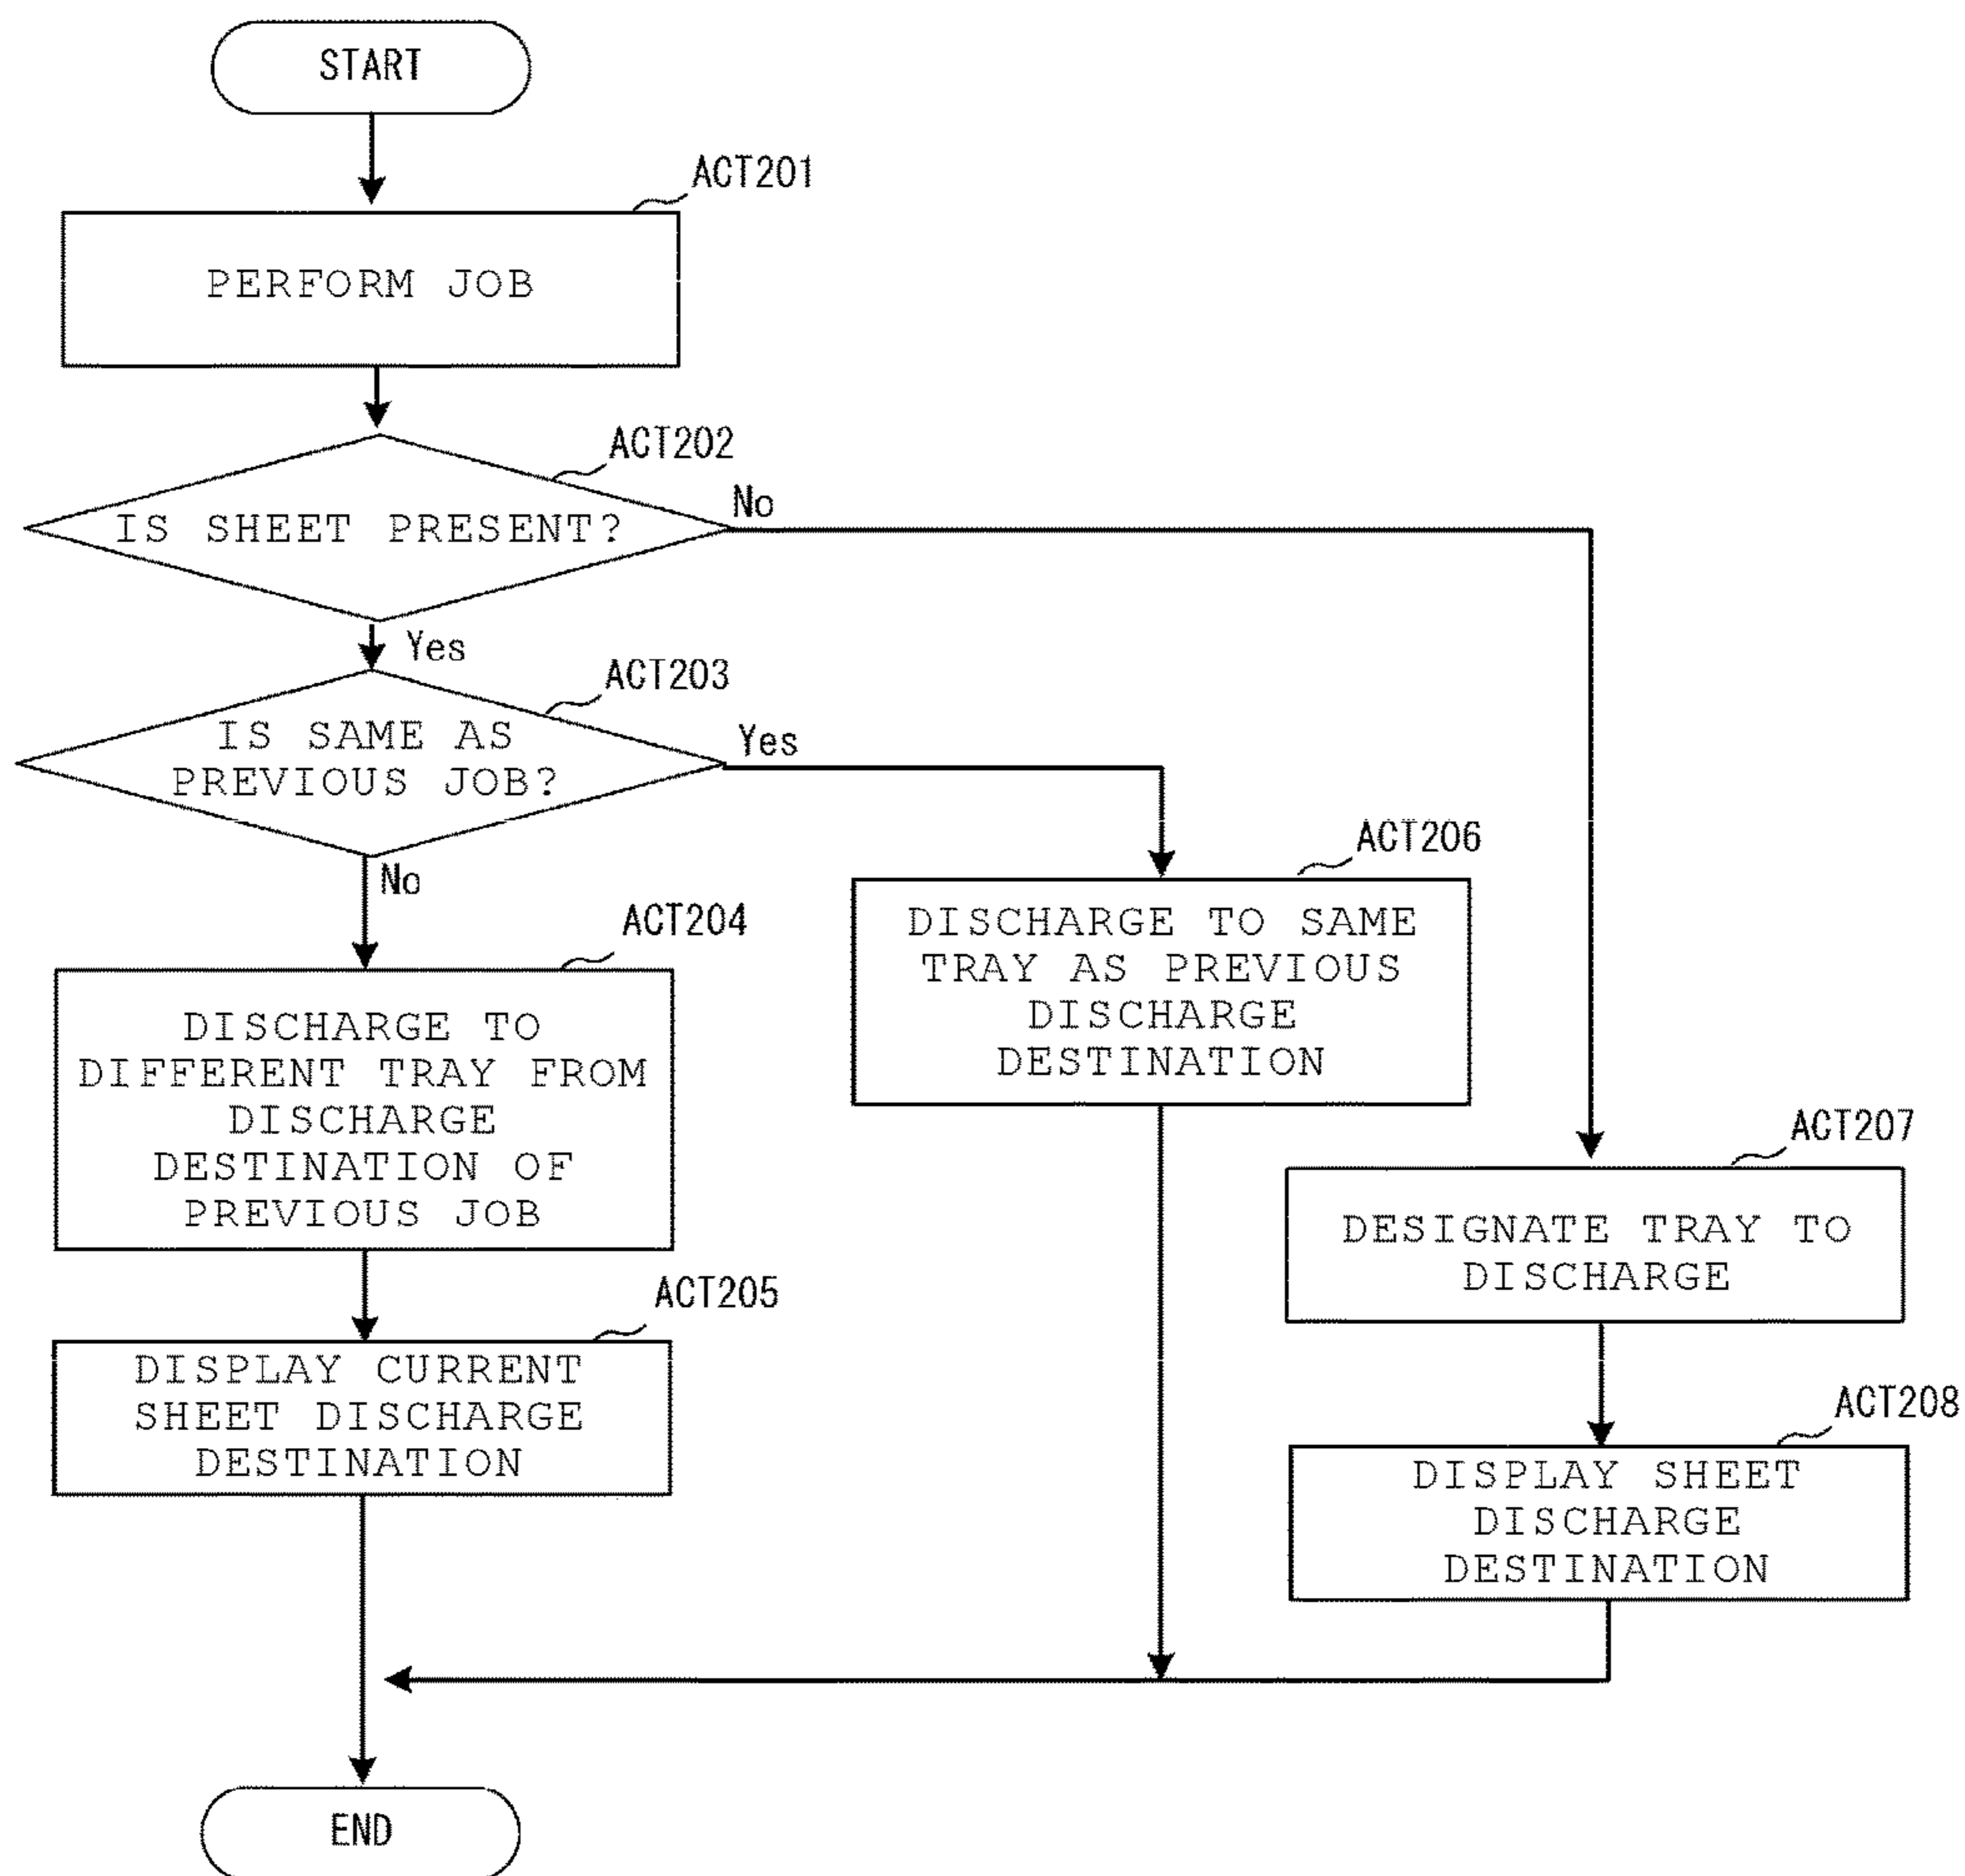 START
ACT201
PERFORM JOB
ACT202
IS SHEET PRESENT?
No
Yes
ACT203
IS SAME AS
PREVIOUS JOB?
Yes
No
ACT206
DISCHARGE TO SAME
TRAY AS PREVIOUS
DISCHARGE
DESTINATION
ACT204
DISCHARGE TO
DIFFERENT TRAY FROM
DISCHARGE
DESTINATION OF
PREVIOUS JOB
ACT207
DESIGNATE TRAY TO
DISCHARGE
ACT205
DISPLAY CURRENT
SHEET DISCHARGE
DESTINATION
ACT208
DISPLAY SHEET
DISCHARGE
DESTINATION
END